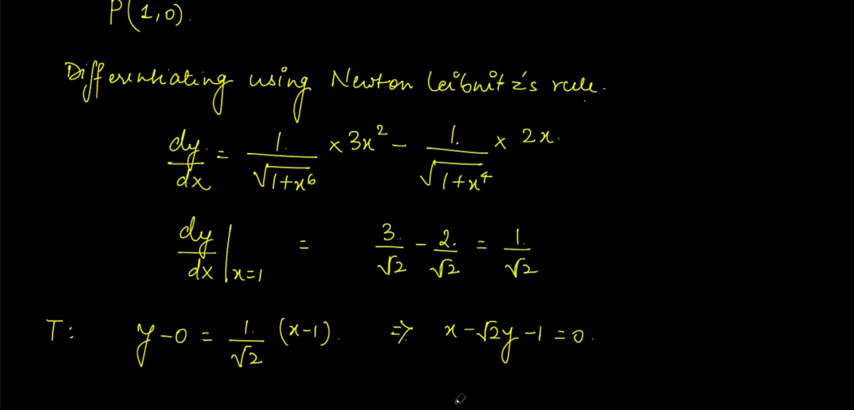 P(1,0).
Differentiating using Newton Leibnitz's rule.
dy/dx = 1/√(1+x⁶) × 3x² - 1/√(1+x⁴) × 2x.
dy/dx |x=1 = 3/√2 - 2/√2 = 1/√2
T: y-0 = 1/√2 (x-1). ⇒ x-√2y-1=0.